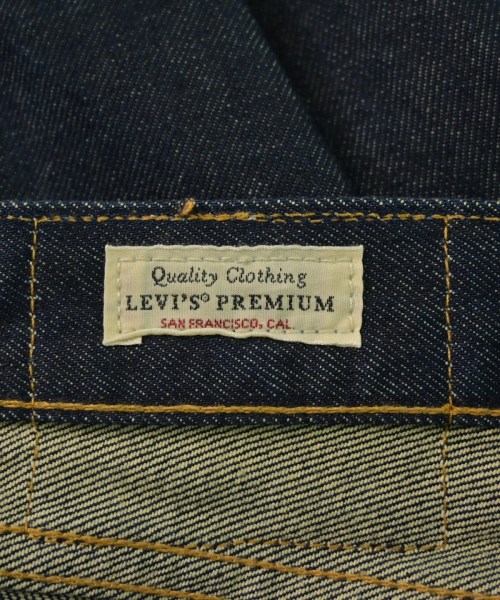 Quality Clothing
LEVI'S® PREMIUM
SAN FRANCISCO, CAL.